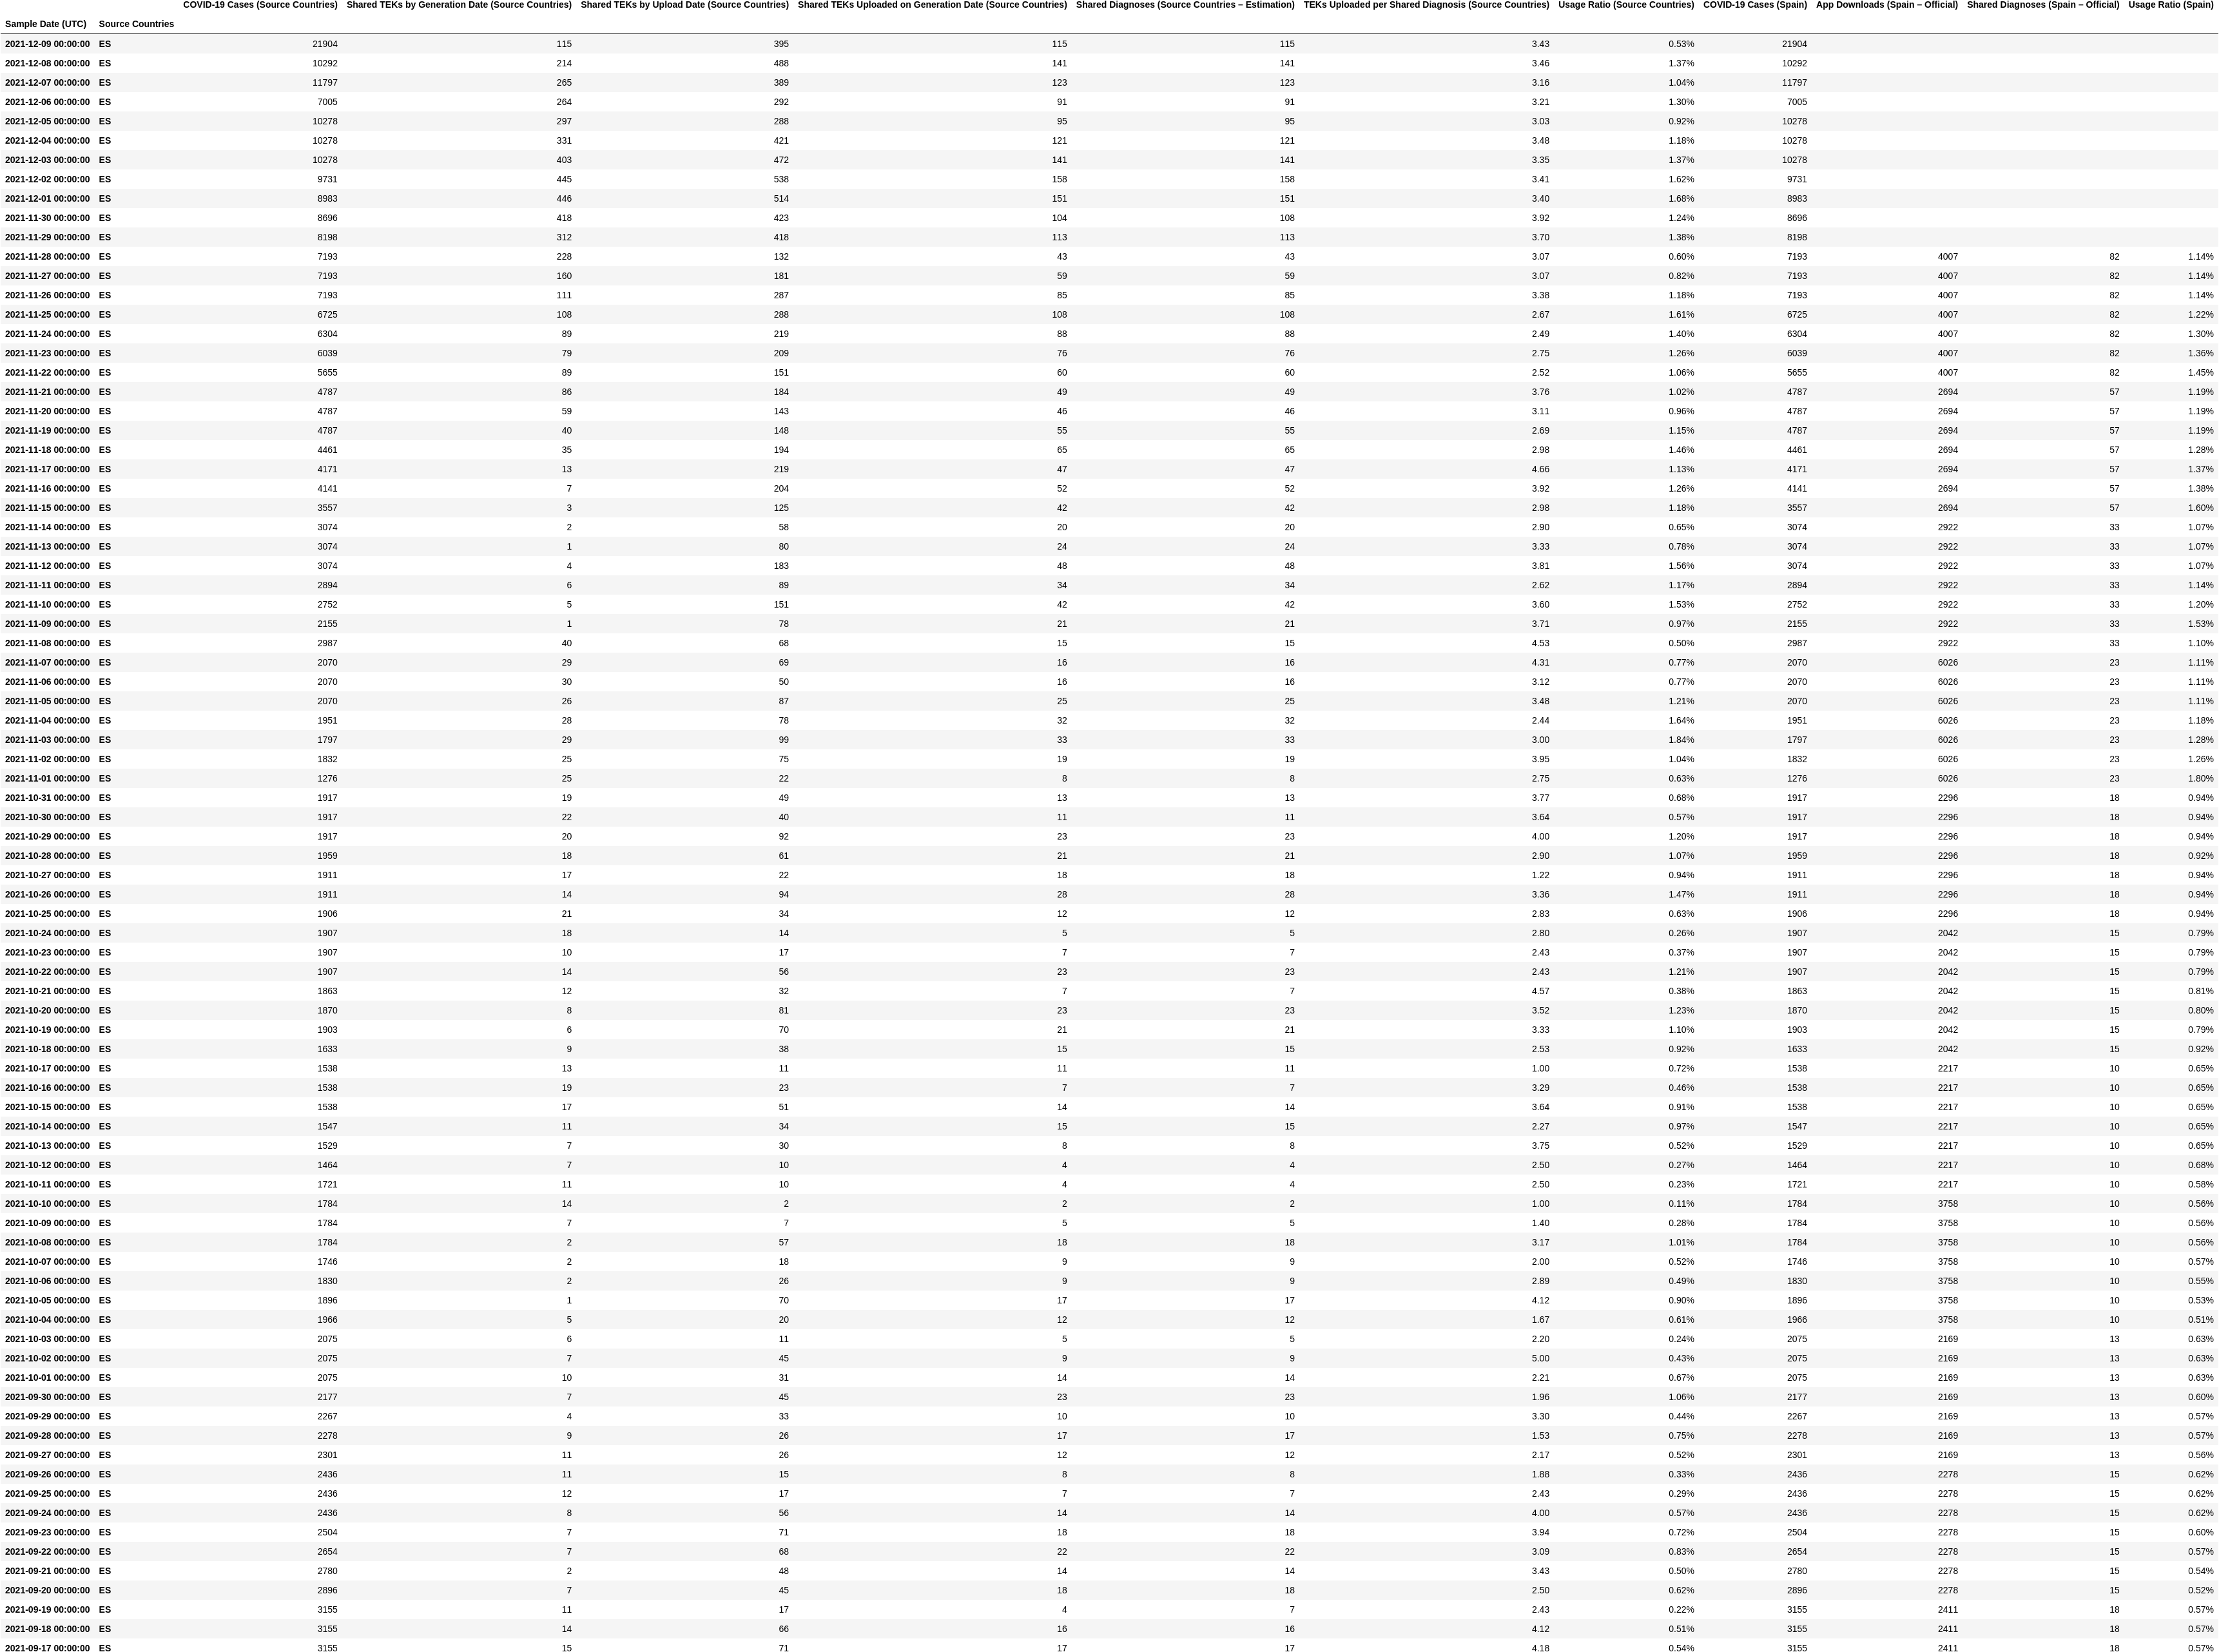 COVID-19 Cases (Source Countries) Shared TEKs by Generation Date (Source Countries) Shared TEKs by Upload Date (Source Countries) Shared TEKs Uploaded on Generation Date (Source Countries) Shared Diagnoses (Source Countries – Estimation) TEKs Uploaded per Shared Diagnosis (Source Countries) Usage Ratio (Source Countries) COVID-19 Cases (Spain) App Downloads (Spain – Official) Shared Diagnoses (Spain – Official) Usage Ratio (Spain)
Sample Date (UTC) Source Countries
2021-12-09 00:00:00 ES 21904 115 395 115 115 3.43 0.53% 21904
2021-12-08 00:00:00 ES 10292 214 488 141 141 3.46 1.37% 10292
2021-12-07 00:00:00 ES 11797 265 389 123 123 3.16 1.04% 11797
2021-12-06 00:00:00 ES 7005 264 292 91 91 3.21 1.30% 7005
2021-12-05 00:00:00 ES 10278 297 288 95 95 3.03 0.92% 10278
2021-12-04 00:00:00 ES 10278 331 421 121 121 3.48 1.18% 10278
2021-12-03 00:00:00 ES 10278 403 472 141 141 3.35 1.37% 10278
2021-12-02 00:00:00 ES 9731 445 538 158 158 3.41 1.62% 9731
2021-12-01 00:00:00 ES 8983 446 514 151 151 3.40 1.68% 8983
2021-11-30 00:00:00 ES 8696 418 423 104 108 3.92 1.24% 8696
2021-11-29 00:00:00 ES 8198 312 418 113 113 3.70 1.38% 8198
2021-11-28 00:00:00 ES 7193 228 132 43 43 3.07 0.60% 7193 4007 82 1.14%
2021-11-27 00:00:00 ES 7193 160 181 59 59 3.07 0.82% 7193 4007 82 1.14%
2021-11-26 00:00:00 ES 7193 111 287 85 85 3.38 1.18% 7193 4007 82 1.14%
2021-11-25 00:00:00 ES 6725 108 288 108 108 2.67 1.61% 6725 4007 82 1.22%
2021-11-24 00:00:00 ES 6304 89 219 88 88 2.49 1.40% 6304 4007 82 1.30%
2021-11-23 00:00:00 ES 6039 79 209 76 76 2.75 1.26% 6039 4007 82 1.36%
2021-11-22 00:00:00 ES 5655 89 151 60 60 2.52 1.06% 5655 4007 82 1.45%
2021-11-21 00:00:00 ES 4787 86 184 49 49 3.76 1.02% 4787 2694 57 1.19%
2021-11-20 00:00:00 ES 4787 59 143 46 46 3.11 0.96% 4787 2694 57 1.19%
2021-11-19 00:00:00 ES 4787 40 148 55 55 2.69 1.15% 4787 2694 57 1.19%
2021-11-18 00:00:00 ES 4461 35 194 65 65 2.98 1.46% 4461 2694 57 1.28%
2021-11-17 00:00:00 ES 4171 13 219 47 47 4.66 1.13% 4171 2694 57 1.37%
2021-11-16 00:00:00 ES 4141 7 204 52 52 3.92 1.26% 4141 2694 57 1.38%
2021-11-15 00:00:00 ES 3557 3 125 42 42 2.98 1.18% 3557 2694 57 1.60%
2021-11-14 00:00:00 ES 3074 2 58 20 20 2.90 0.65% 3074 2922 33 1.07%
2021-11-13 00:00:00 ES 3074 1 80 24 24 3.33 0.78% 3074 2922 33 1.07%
2021-11-12 00:00:00 ES 3074 4 183 48 48 3.81 1.56% 3074 2922 33 1.07%
2021-11-11 00:00:00 ES 2894 6 89 34 34 2.62 1.17% 2894 2922 33 1.14%
2021-11-10 00:00:00 ES 2752 5 151 42 42 3.60 1.53% 2752 2922 33 1.20%
2021-11-09 00:00:00 ES 2155 1 78 21 21 3.71 0.97% 2155 2922 33 1.53%
2021-11-08 00:00:00 ES 2987 40 68 15 15 4.53 0.50% 2987 2922 33 1.10%
2021-11-07 00:00:00 ES 2070 29 69 16 16 4.31 0.77% 2070 6026 23 1.11%
2021-11-06 00:00:00 ES 2070 30 50 16 16 3.12 0.77% 2070 6026 23 1.11%
2021-11-05 00:00:00 ES 2070 26 87 25 25 3.48 1.21% 2070 6026 23 1.11%
2021-11-04 00:00:00 ES 1951 28 78 32 32 2.44 1.64% 1951 6026 23 1.18%
2021-11-03 00:00:00 ES 1797 29 99 33 33 3.00 1.84% 1797 6026 23 1.28%
2021-11-02 00:00:00 ES 1832 25 75 19 19 3.95 1.04% 1832 6026 23 1.26%
2021-11-01 00:00:00 ES 1276 25 22 8 8 2.75 0.63% 1276 6026 23 1.80%
2021-10-31 00:00:00 ES 1917 19 49 13 13 3.77 0.68% 1917 2296 18 0.94%
2021-10-30 00:00:00 ES 1917 22 40 11 11 3.64 0.57% 1917 2296 18 0.94%
2021-10-29 00:00:00 ES 1917 20 92 23 23 4.00 1.20% 1917 2296 18 0.94%
2021-10-28 00:00:00 ES 1959 18 61 21 21 2.90 1.07% 1959 2296 18 0.92%
2021-10-27 00:00:00 ES 1911 17 22 18 18 1.22 0.94% 1911 2296 18 0.94%
2021-10-26 00:00:00 ES 1911 14 94 28 28 3.36 1.47% 1911 2296 18 0.94%
2021-10-25 00:00:00 ES 1906 21 34 12 12 2.83 0.63% 1906 2296 18 0.94%
2021-10-24 00:00:00 ES 1907 18 14 5 5 2.80 0.26% 1907 2042 15 0.79%
2021-10-23 00:00:00 ES 1907 10 17 7 7 2.43 0.37% 1907 2042 15 0.79%
2021-10-22 00:00:00 ES 1907 14 56 23 23 2.43 1.21% 1907 2042 15 0.79%
2021-10-21 00:00:00 ES 1863 12 32 7 7 4.57 0.38% 1863 2042 15 0.81%
2021-10-20 00:00:00 ES 1870 8 81 23 23 3.52 1.23% 1870 2042 15 0.80%
2021-10-19 00:00:00 ES 1903 6 70 21 21 3.33 1.10% 1903 2042 15 0.79%
2021-10-18 00:00:00 ES 1633 9 38 15 15 2.53 0.92% 1633 2042 15 0.92%
2021-10-17 00:00:00 ES 1538 13 11 11 11 1.00 0.72% 1538 2217 10 0.65%
2021-10-16 00:00:00 ES 1538 19 23 7 7 3.29 0.46% 1538 2217 10 0.65%
2021-10-15 00:00:00 ES 1538 17 51 14 14 3.64 0.91% 1538 2217 10 0.65%
2021-10-14 00:00:00 ES 1547 11 34 15 15 2.27 0.97% 1547 2217 10 0.65%
2021-10-13 00:00:00 ES 1529 7 30 8 8 3.75 0.52% 1529 2217 10 0.65%
2021-10-12 00:00:00 ES 1464 7 10 4 4 2.50 0.27% 1464 2217 10 0.68%
2021-10-11 00:00:00 ES 1721 11 10 4 4 2.50 0.23% 1721 2217 10 0.58%
2021-10-10 00:00:00 ES 1784 14 2 2 2 1.00 0.11% 1784 3758 10 0.56%
2021-10-09 00:00:00 ES 1784 7 7 5 5 1.40 0.28% 1784 3758 10 0.56%
2021-10-08 00:00:00 ES 1784 2 57 18 18 3.17 1.01% 1784 3758 10 0.56%
2021-10-07 00:00:00 ES 1746 2 18 9 9 2.00 0.52% 1746 3758 10 0.57%
2021-10-06 00:00:00 ES 1830 2 26 9 9 2.89 0.49% 1830 3758 10 0.55%
2021-10-05 00:00:00 ES 1896 1 70 17 17 4.12 0.90% 1896 3758 10 0.53%
2021-10-04 00:00:00 ES 1966 5 20 12 12 1.67 0.61% 1966 3758 10 0.51%
2021-10-03 00:00:00 ES 2075 6 11 5 5 2.20 0.24% 2075 2169 13 0.63%
2021-10-02 00:00:00 ES 2075 7 45 9 9 5.00 0.43% 2075 2169 13 0.63%
2021-10-01 00:00:00 ES 2075 10 31 14 14 2.21 0.67% 2075 2169 13 0.63%
2021-09-30 00:00:00 ES 2177 7 45 23 23 1.96 1.06% 2177 2169 13 0.60%
2021-09-29 00:00:00 ES 2267 4 33 10 10 3.30 0.44% 2267 2169 13 0.57%
2021-09-28 00:00:00 ES 2278 9 26 17 17 1.53 0.75% 2278 2169 13 0.57%
2021-09-27 00:00:00 ES 2301 11 26 12 12 2.17 0.52% 2301 2169 13 0.56%
2021-09-26 00:00:00 ES 2436 11 15 8 8 1.88 0.33% 2436 2278 15 0.62%
2021-09-25 00:00:00 ES 2436 12 17 7 7 2.43 0.29% 2436 2278 15 0.62%
2021-09-24 00:00:00 ES 2436 8 56 14 14 4.00 0.57% 2436 2278 15 0.62%
2021-09-23 00:00:00 ES 2504 7 71 18 18 3.94 0.72% 2504 2278 15 0.60%
2021-09-22 00:00:00 ES 2654 7 68 22 22 3.09 0.83% 2654 2278 15 0.57%
2021-09-21 00:00:00 ES 2780 2 48 14 14 3.43 0.50% 2780 2278 15 0.54%
2021-09-20 00:00:00 ES 2896 7 45 18 18 2.50 0.62% 2896 2278 15 0.52%
2021-09-19 00:00:00 ES 3155 11 17 4 7 2.43 0.22% 3155 2411 18 0.57%
2021-09-18 00:00:00 ES 3155 14 66 16 16 4.12 0.51% 3155 2411 18 0.57%
2021-09-17 00:00:00 ES 3155 15 71 17 17 4.18 0.54% 3155 2411 18 0.57%